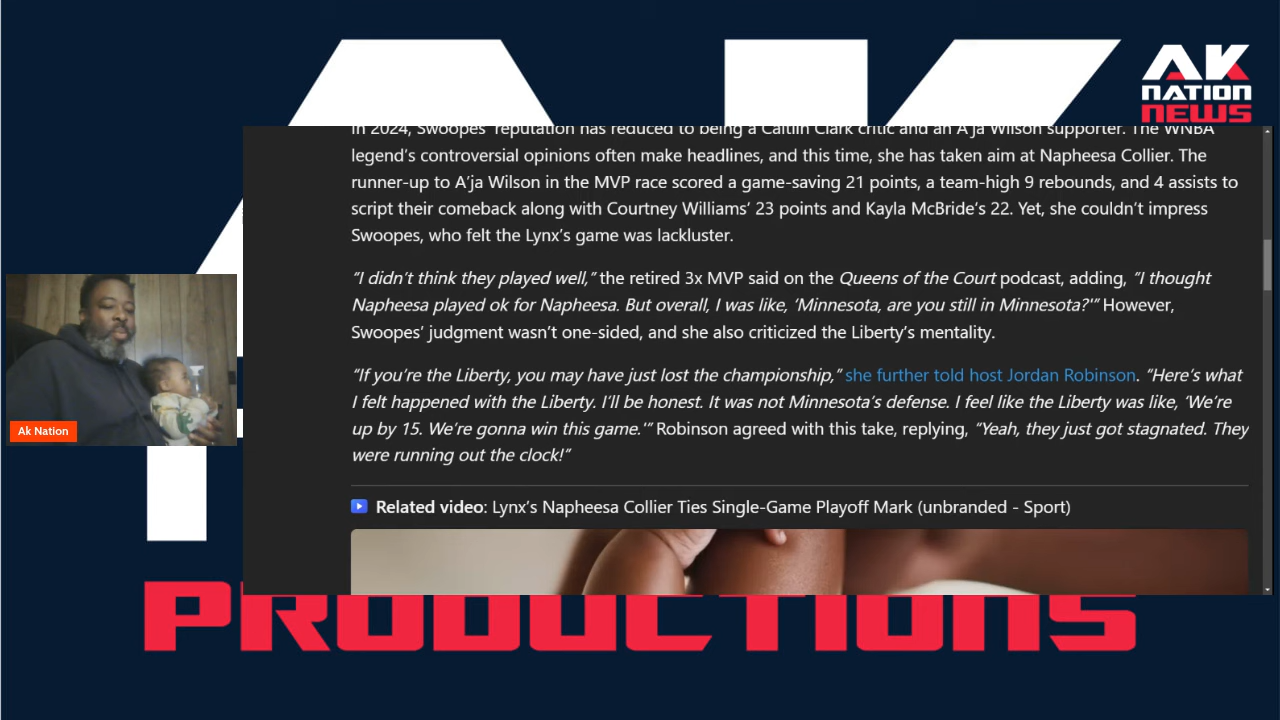 AK
NATION
NEWS
In 2024, Swoopes' reputation has reduced to being a Caitlin Clark critic and an A'ja Wilson supporter. The WNBA
legend's controversial opinions often make headlines, and this time, she has taken aim at Napheesa Collier. The
runner-up to A'ja Wilson in the MVP race scored a game-saving 21 points, a team-high 9 rebounds, and 4 assists to
script their comeback along with Courtney Williams' 23 points and Kayla McBride's 22. Yet, she couldn't impress
Swoopes, who felt the Lynx's game was lackluster.
“I didn't think they played well,” the retired 3x MVP said on the Queens of the Court podcast, adding, “I thought
Napheesa played ok for Napheesa. But overall, I was like, ‘Minnesota, are you still in Minnesota?'” However,
Swoopes' judgment wasn't one-sided, and she also criticized the Liberty's mentality.
“If you're the Liberty, you may have just lost the championship,” she further told host Jordan Robinson. “Here's what
I felt happened with the Liberty. I'll be honest. It was not Minnesota's defense. I feel like the Liberty was like, ‘We're
up by 15. We're gonna win this game.'” Robinson agreed with this take, replying, “Yeah, they just got stagnated. They
were running out the clock!”
Related video: Lynx's Napheesa Collier Ties Single-Game Playoff Mark (unbranded - Sport)
Ak Nation
PRODUCTIONS